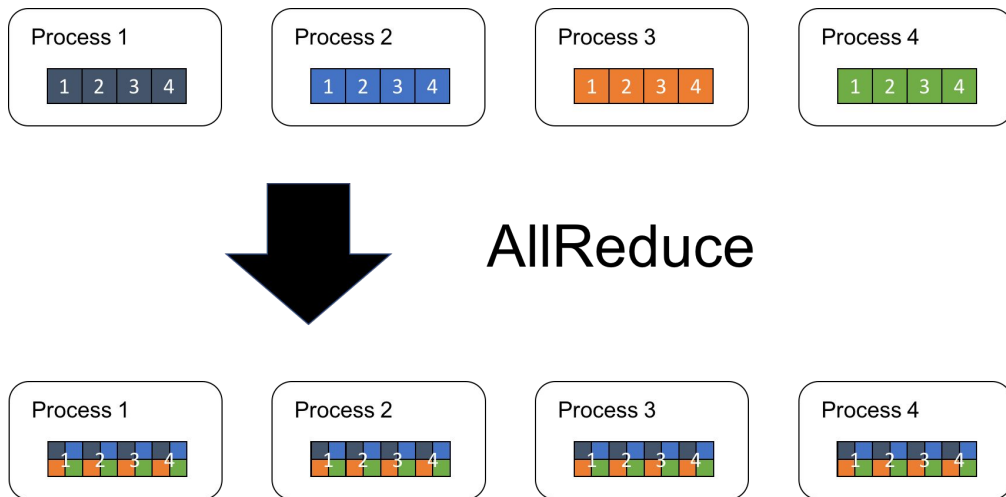 Process 1
1 2 3 4
Process 2
1 2 3 4
Process 3
1 2 3 4
Process 4
1 2 3 4
AllReduce
Process 1
1 2 3 4
Process 2
1 2 3 4
Process 3
1 2 3 4
Process 4
1 2 3 4